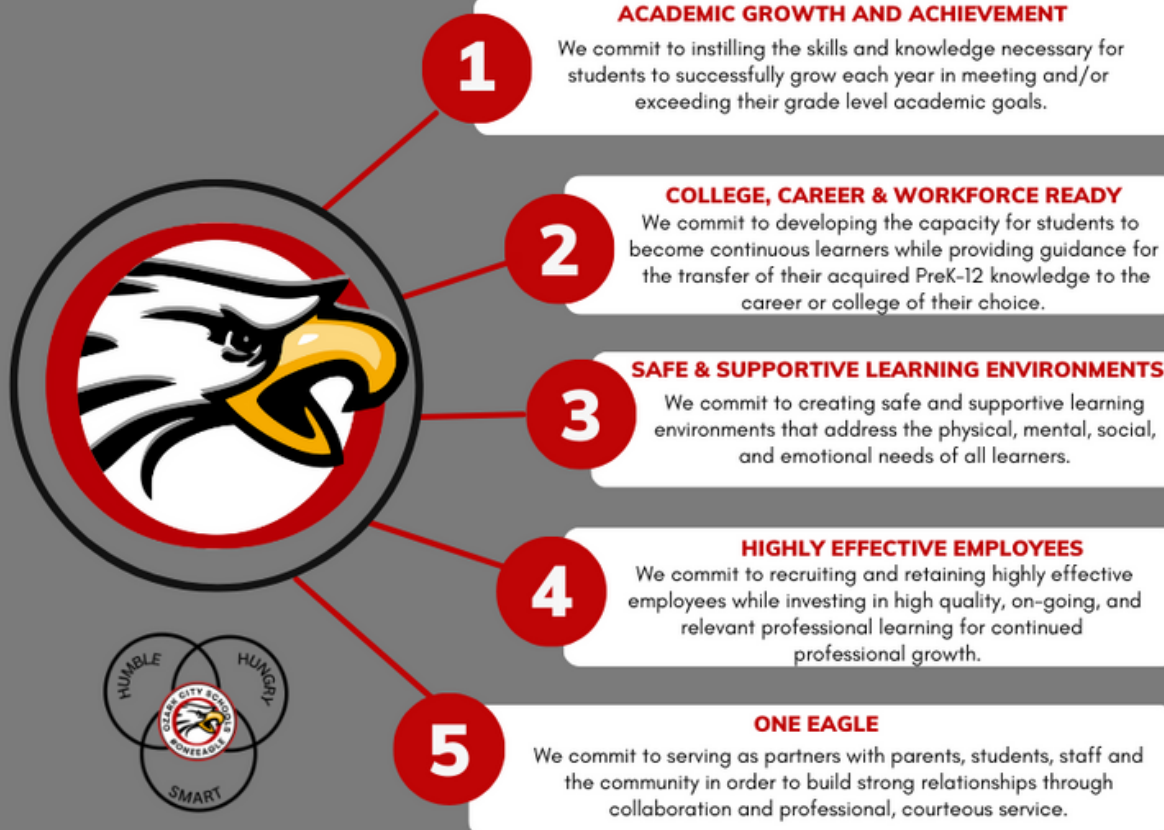 1
ACADEMIC GROWTH AND ACHIEVEMENT
We commit to instilling the skills and knowledge necessary for
students to successfully grow each year in meeting and/or
exceeding their grade level academic goals.
2
COLLEGE, CAREER & WORKFORCE READY
We commit to developing the capacity for students to
become continuous learners while providing guidance for
the transfer of their acquired PreK-12 knowledge to the
career or college of their choice.
3
SAFE & SUPPORTIVE LEARNING ENVIRONMENTS
We commit to creating safe and supportive learning
environments that address the physical, mental, social,
and emotional needs of all learners.
4
HIGHLY EFFECTIVE EMPLOYEES
We commit to recruiting and retaining highly effective
employees while investing in high quality, on-going, and
relevant professional learning for continued
professional growth.
5
ONE EAGLE
We commit to serving as partners with parents, students, staff and
the community in order to build strong relationships through
collaboration and professional, courteous service.
HUMBLE
HUNGRY
OZARK CITY SCHOOLS
#ONEEAGLE
SMART